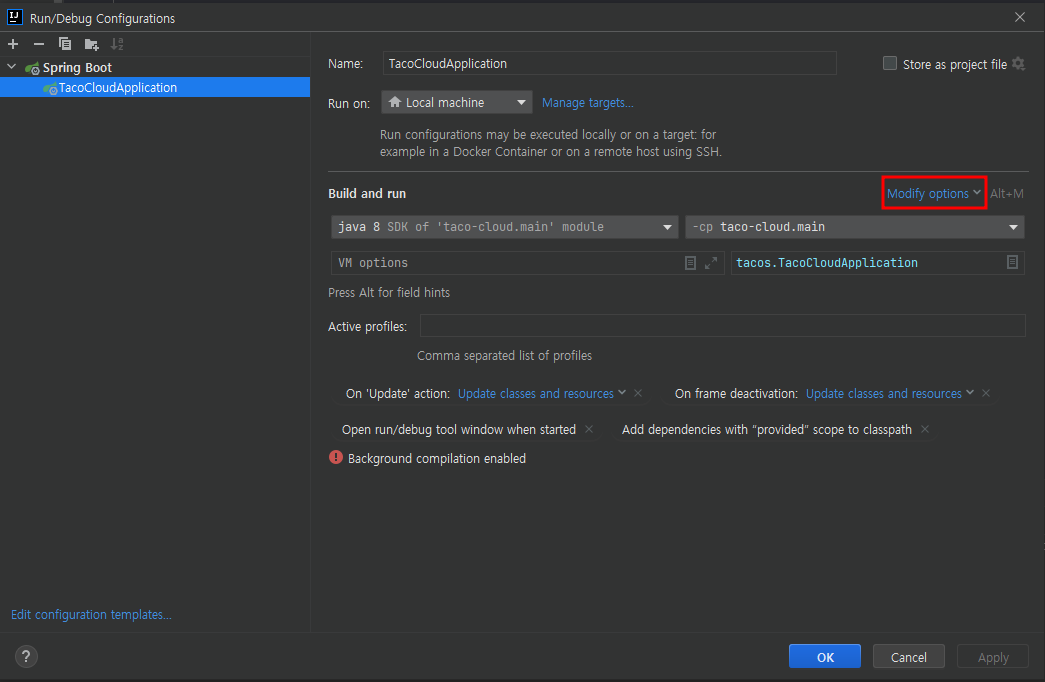 IJ Run/Debug Configurations
Spring Boot
TacoCloudApplication
Name: TacoCloudApplication
Store as project file
Run on: Local machine Manage targets...
Run configurations may be executed locally or on a target: for
example in a Docker Container or on a remote host using SSH.
Build and run Modify options Alt+M
java 8 SDK of 'taco-cloud.main' module -cp taco-cloud.main
VM options tacos.TacoCloudApplication
Press Alt for field hints
Active profiles:
Comma separated list of profiles
On 'Update' action: Update classes and resources On frame deactivation: Update classes and resources
Open run/debug tool window when started Add dependencies with "provided" scope to classpath
Background compilation enabled
Edit configuration templates...
? OK Cancel Apply